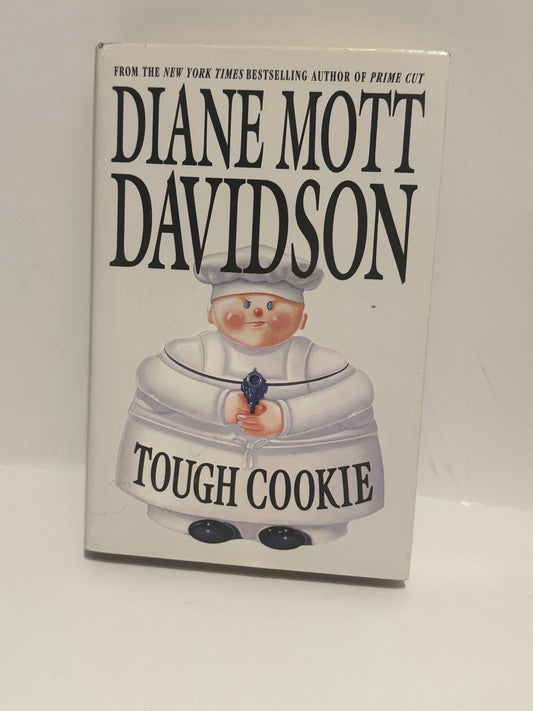 FROM THE NEW YORK TIMES BESTSELLING AUTHOR OF PRIME CUT
DIANE MOTT
DAVIDSON
TOUGH COOKIE